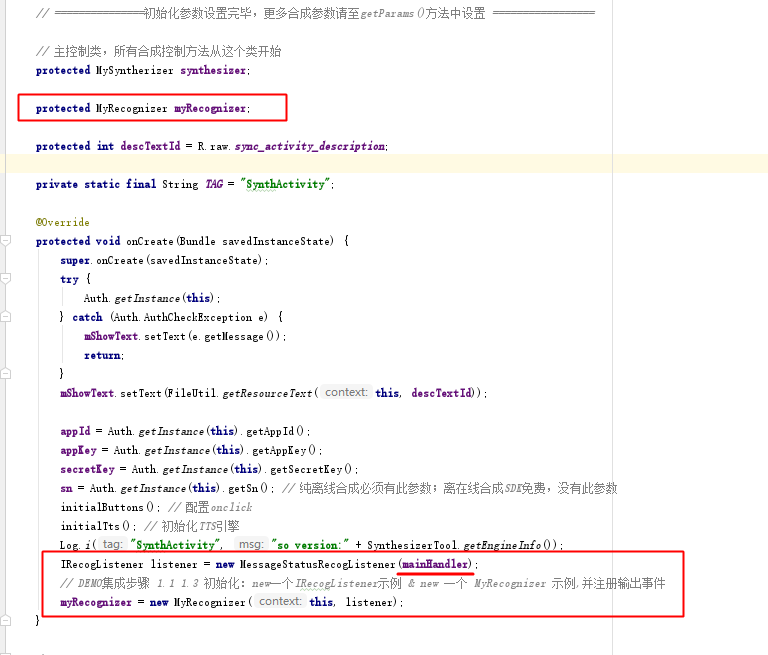 // ===============初始化参数设置完毕，更多合成参数请至getParams()方法中设置 =================
// 主控制类，所有合成控制方法从这个类开始
protected MySyntherizer synthesizer;
protected MyRecognizer myRecognizer;
protected int descTextId = R.raw.sync_activity_description;
private static final String TAG = "SynthActivity";
@Override
protected void onCreate(Bundle savedInstanceState) {
super.onCreate(savedInstanceState);
try {
Auth.getInstance(this);
} catch (Auth.AuthCheckException e) {
mShowText.setText(e.getMessage());
return;
}
mShowText.setText(FileUtil.getResourceText( context: this, descTextId));
appId = Auth.getInstance(this).getAppId();
appKey = Auth.getInstance(this).getAppKey();
secretKey = Auth.getInstance(this).getSecretKey();
sn = Auth.getInstance(this).getSn(); // 纯离线合成必须有此参数；离在线合成SDK免费，没有此参数
initialButtons(); // 配置onclick
initialTts(); // 初始化TTS引擎
Log.i( tag: "SynthActivity", msg: "so version:" + SynthesizerTool.getEngineInfo());
IRecogListener listener = new MessageStatusRecogListener(mainHandler);
// DEMO集成步骤 1.1 1.3 初始化：new一个IRecogListener示例 & new 一个 MyRecognizer 示例,并注册输出事件
myRecognizer = new MyRecognizer( context: this, listener);
}